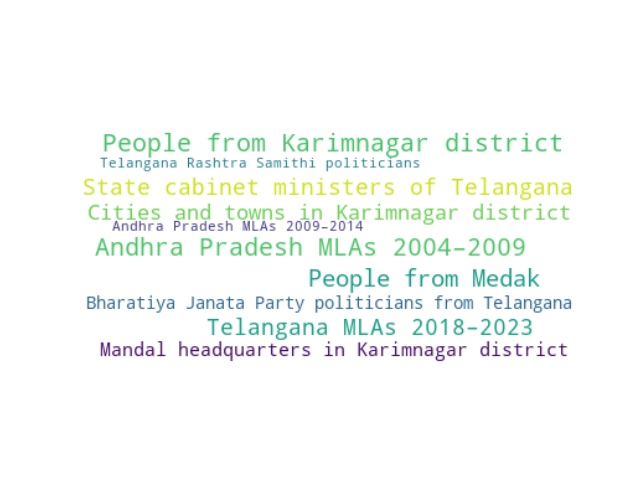 People from Karimnagar district
Telangana Rashtra Samithi politicians
State cabinet ministers of Telangana
Cities and towns in Karimnagar district
Andhra Pradesh MLAs 2009–2014
Andhra Pradesh MLAs 2004–2009
People from Medak
Bharatiya Janata Party politicians from Telangana
Telangana MLAs 2018–2023
Mandal headquarters in Karimnagar district